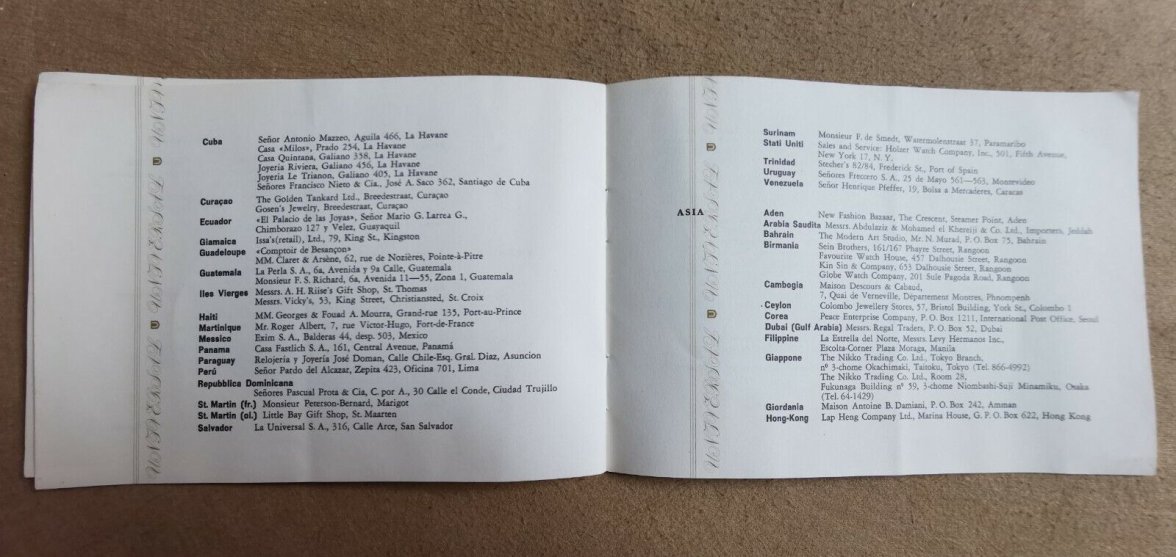 Cuba Señor Antonio Mazzeo, Aguila 466, La Havane
Casa «Milos», Prado 254, La Havane
Casa Quintana, Galiano 358, La Havane
Joyeria Riviera, Galiano 456, La Havane
Joyeria Le Trianon, Galiano 405, La Havane
Señores Francisco Nieto & Cía., José A. Saco 362, Santiago de Cuba
Curaçao The Golden Tankard Ltd., Breedestraat, Curaçao
Gosen's Jewelry, Breedestraat, Curaçao
Ecuador «El Palacio de las Joyas», Señor Mario G. Larrea G.,
Chimborazo 127 y Velez, Guayaquil
Giamaica Issa's(retail), Ltd., 79, King St., Kingston
Guadeloupe «Comptoir de Besançon»
MM. Claret & Arsène, 62, rue de Nozières, Pointe-à-Pitre
Guatemala La Perla S. A., 6a, Avenida y 9a Calle, Guatemala
Monsieur F. S. Richard, 6a, Avenida 11—55, Zona 1, Guatemala
Iles Vierges Messrs. A. H. Riise's Gift Shop, St. Thomas
Messrs. Vicky's, 53, King Street, Christiansted, St. Croix
Haïti MM. Georges & Fouad A. Mourra, Grand-rue 135, Port-au-Prince
Martinique Mr. Roger Albert, 7, rue Victor-Hugo, Fort-de-France
Messico Exim S. A., Balderas 44, desp. 503, Mexico
Panama Casa Fastlich S. A., 161, Central Avenue, Panamá
Paraguay Relojería y Joyería José Doman, Calle Chile-Esq. Gral. Díaz, Asuncion
Perú Señor Pardo del Alcazar, Zepita 423, Oficina 701, Lima
Repubblica Dominicana
Señores Pascual Prota & Cia, C. por A., 30 Calle el Conde, Ciudad Trujillo
St. Martin (fr.) Monsieur Peterson-Bernard, Marigot
St. Martin (ol.) Little Bay Gift Shop, St. Maarten
Salvador La Universal S. A., 316, Calle Arce, San Salvador
Surinam Monsieur F. de Smedt, Watermolenstraat 37, Paramaribo
Stati Uniti Sales and Service: Holzer Watch Company, Inc., 501, Fifth Avenue,
New York 17, N. Y.
Trinidad Stecher's 82/84, Frederick St., Port of Spain
Uruguay Señores Freccero S. A., 25 de Mayo 561—563, Montevideo
Venezuela Señor Henrique Pfeffer, 19, Bolsa a Mercaderes, Caracas
ASIA
Aden New Fashion Bazaar, The Crescent, Steamer Point, Aden
Arabia Saudita Messrs. Abdulaziz & Mohamed el Khereiji & Co. Ltd., Importers, Jeddah
Bahrain The Modern Art Studio, Mr. N. Murad, P. O. Box 75, Bahrain
Birmania Sein Brothers, 161/167 Phayre Street, Rangoon
Favourite Watch House, 457 Dalhousie Street, Rangoon
Kin Sin & Company, 653 Dalhousie Street, Rangoon
Globe Watch Company, 201 Sule Pagoda Road, Rangoon
Cambogia Maison Descours & Cabaud,
7, Quai de Verneville, Département Montres, Phnompenh
Ceylon Colombo Jewellery Stores, 57, Bristol Building, York St., Colombo 1
Corea Peace Enterprise Company, P. O. Box 1211, International Post Office, Seoul
Dubai (Gulf Arabia) Messrs. Regal Traders, P. O. Box 52, Dubai
Filippine La Estrella del Norte, Messrs. Levy Hermanos Inc.,
Escolta-Corner Plaza Moraga, Manila
Giappone The Nikko Trading Co. Ltd., Tokyo Branch,
nº 3-chome Okachimaki, Taitoku, Tokyo (Tel. 866-4992)
The Nikko Trading Co. Ltd., Room 28,
Fukunaga Building nº 39, 3-chome Niombashi-Suji Minamiku, Osaka
(Tel. 64-1429)
Giordania Maison Antoine B. Damiani, P. O. Box 242, Amman
Hong-Kong Lap Heng Company Ltd., Marina House, G. P. O. Box 622, Hong Kong